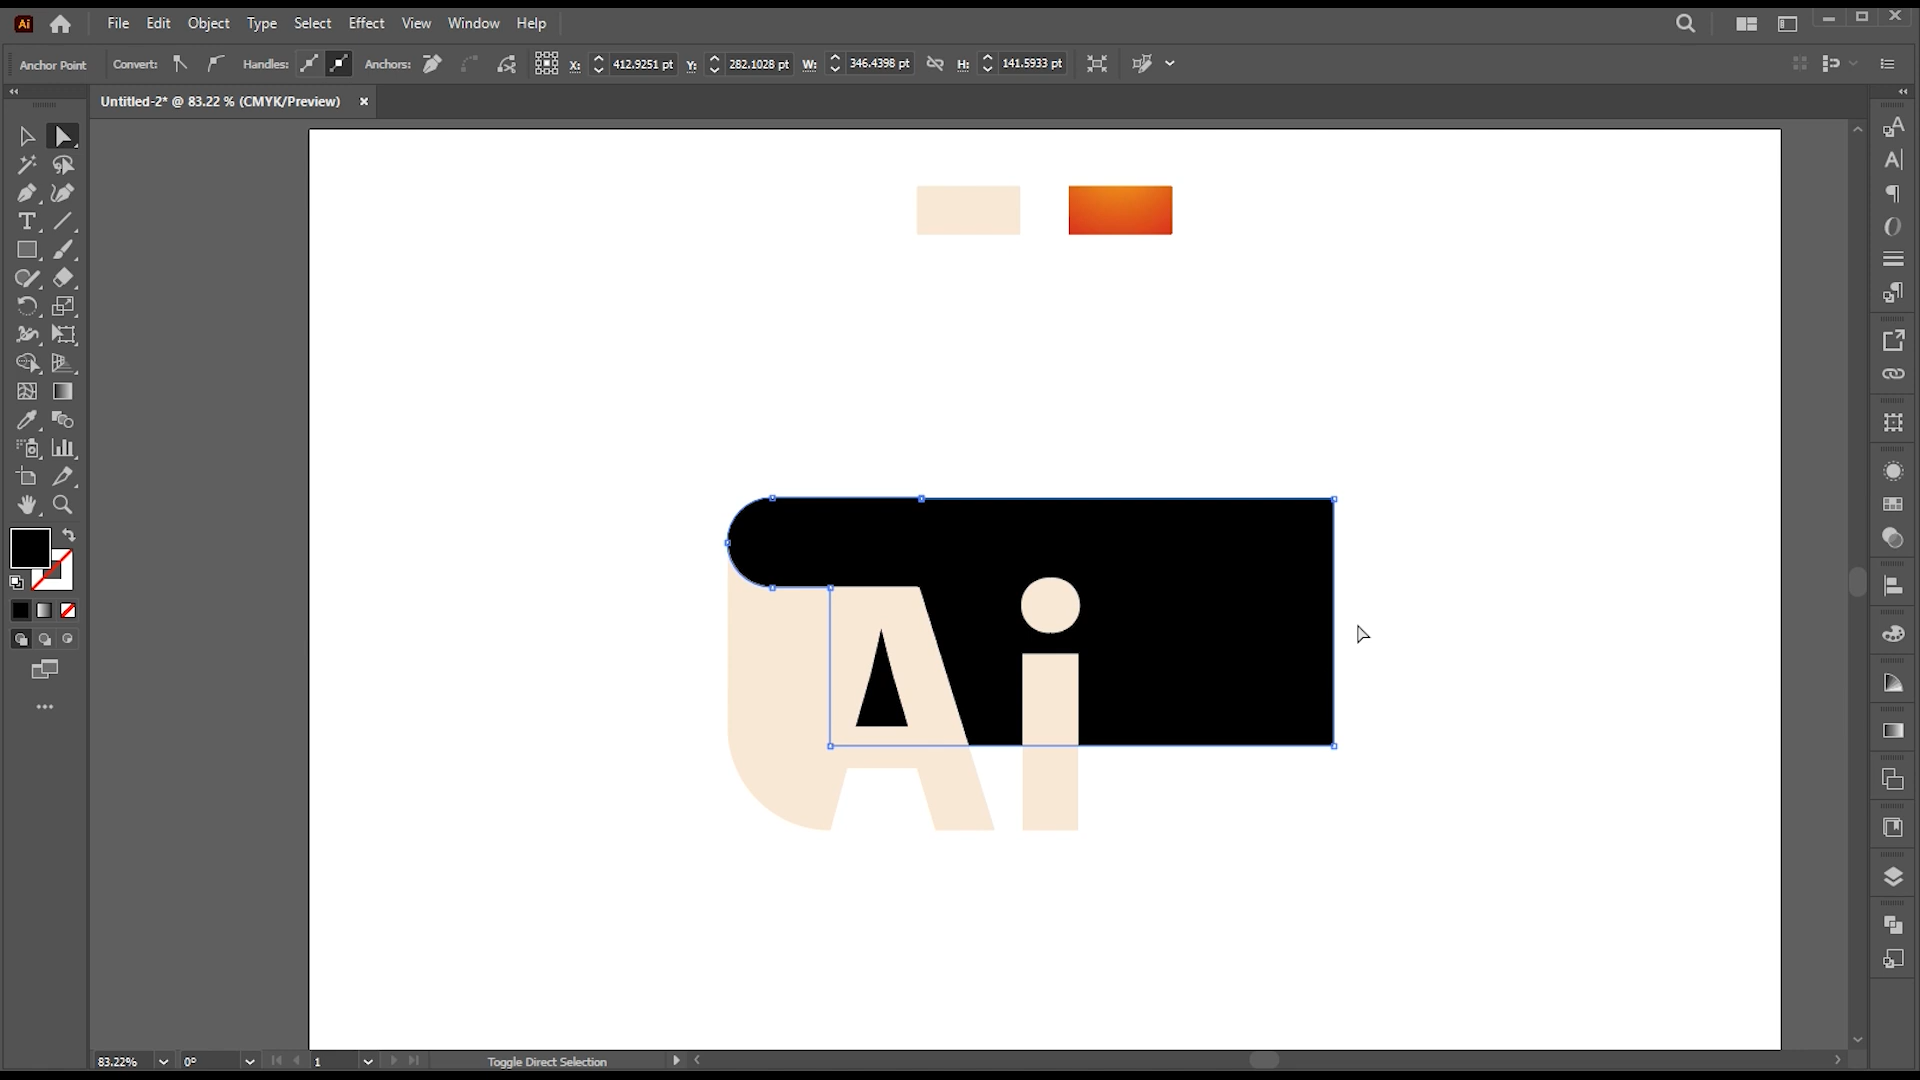 Ai File Edit Object Type Select Effect View Window Help
Anchor Point Convert: Handles: Anchors: X: 412.9251 pt Y: 282.1028 pt W: 346.4398 pt H: 141.5933 pt
Untitled-2* @ 83.22 % (CMYK/Preview) ×
Ai
83.22% 0° 1 Toggle Direct Selection